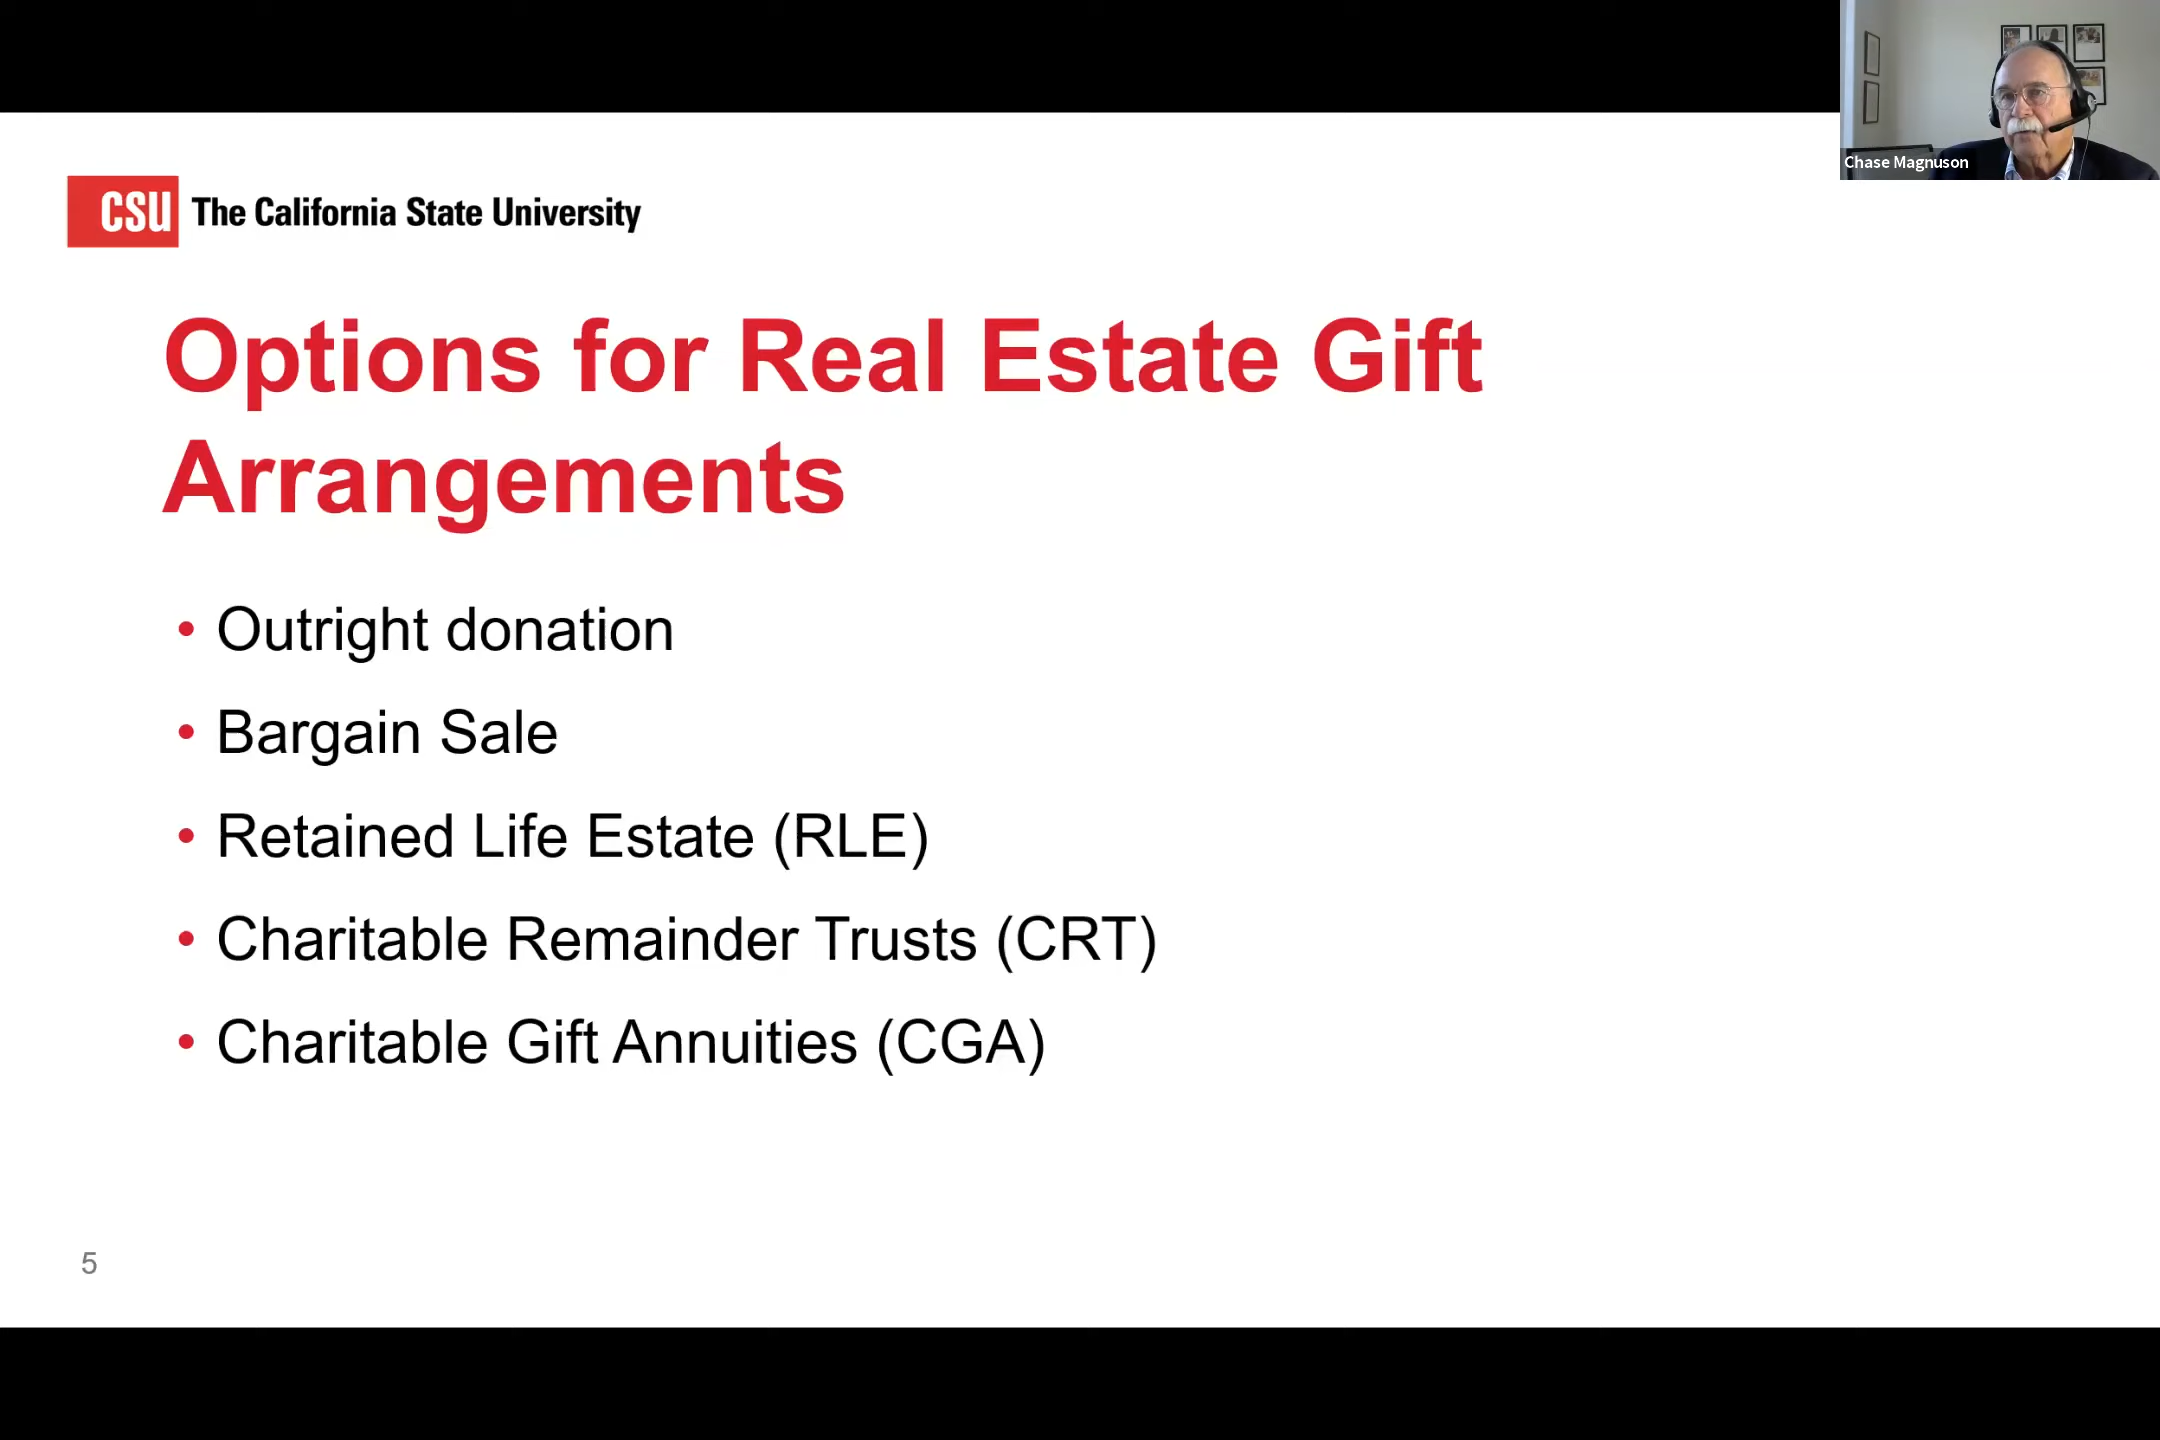 Chase Magnuson
CSU The California State University
Options for Real Estate Gift
Arrangements
• Outright donation
• Bargain Sale
• Retained Life Estate (RLE)
• Charitable Remainder Trusts (CRT)
• Charitable Gift Annuities (CGA)
5